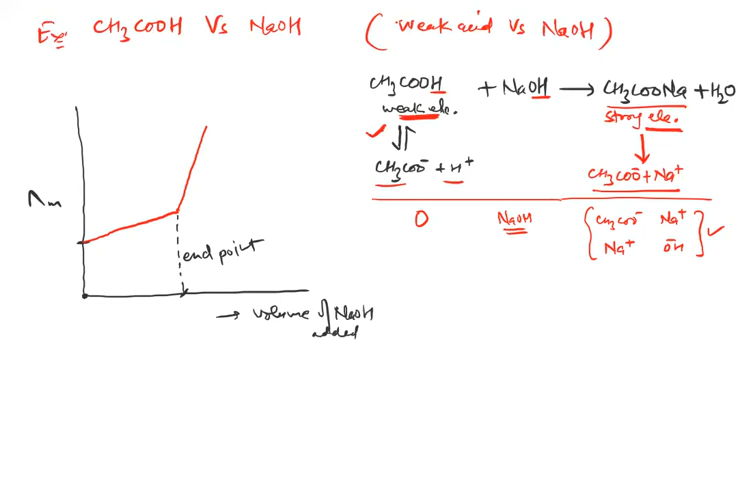 Ex: CH3COOH Vs NaOH (weak acid vs NaOH)
CH3COOH + NaOH → CH3COONa + H2O
weak ele. strong ele.
⇌ ↓
CH3COO⁻ + H⁺ CH3COO⁻ + Na⁺
0 NaOH { CH3COO⁻ Na⁺
Na⁺ OH⁻ } ✓
Λm
end point
→ volume of NaOH
added